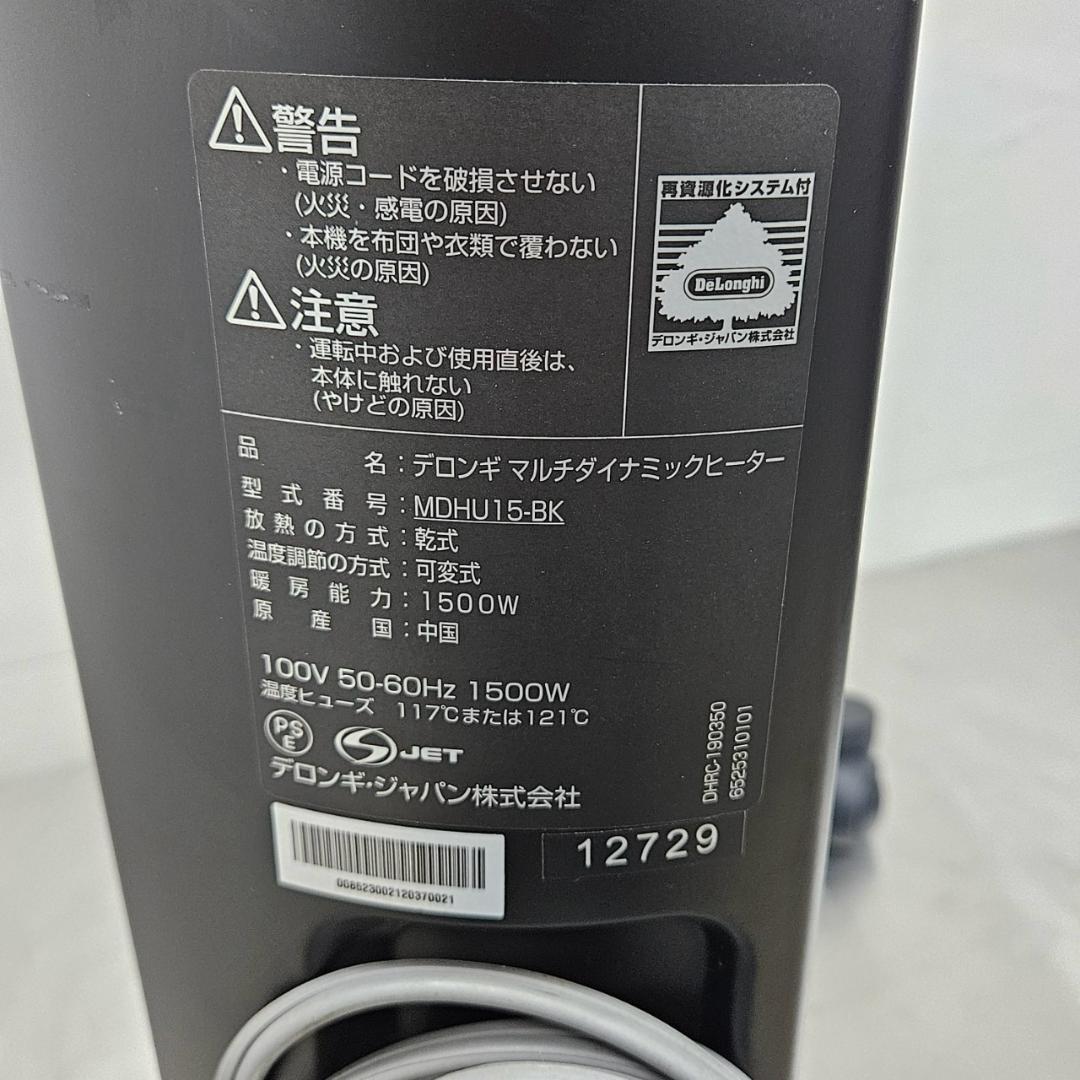 警告
・電源コードを破損させない
(火災・感電の原因)
・本機を布団や衣類で覆わない
(火災の原因)
注意
・運転中および使用直後は、
本体に触れない
(やけどの原因)
再資源化システム付
DeLonghi
デロンギ・ジャパン株式会社
品名：デロンギ マルチダイナミックヒーター
型式番号：MDHU15-BK
放熱の方式：乾式
温度調節の方式：可変式
暖房能力：1500W
原産国：中国
100V 50-60Hz 1500W
温度ヒューズ 117℃または121℃
PSE
JET
デロンギ・ジャパン株式会社
DHRC-190350
6525310101
12729
008523002120370021